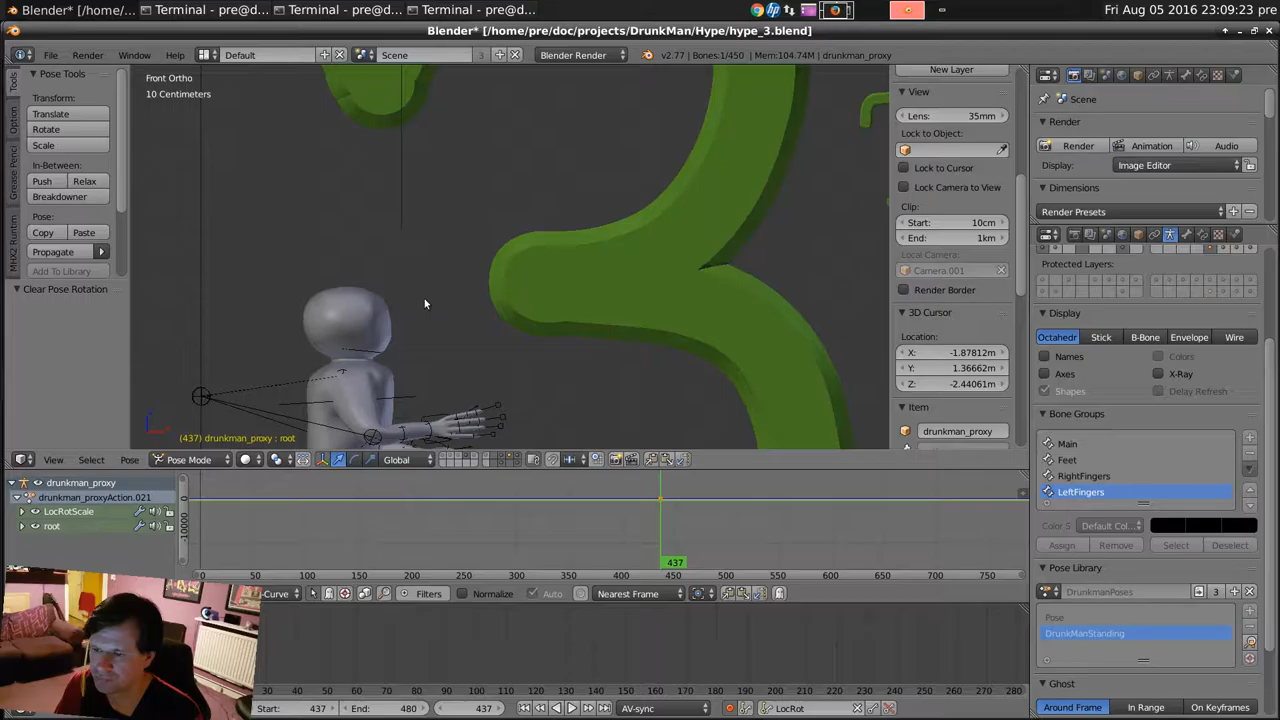 Blender* [/home/... Terminal - pre@d... Terminal - pre@d... Terminal - pre@d... Fri Aug 05 2016 23:09:23 pre
Blender* [/home/pre/doc/projects/DrunkMan/Hype/hype_3.blend]
File Render Window Help Default Scene 3 Blender Render v2.77 | Bones:1/450 | Mem:104.74M | drunkman_proxy
Tools
Option
Grease Pencil
Pose Tools
Transform:
Translate
Rotate
Scale
In-Between:
Push Relax
Breakdowner
Pose:
Copy Paste
Propagate
Add To Library
Clear Pose Rotation
Front Ortho
10 Centimeters
(437) drunkman_proxy : root
New Layer
View
Lens: 35mm
Lock to Object:
Lock to Cursor
Lock Camera to View
Clip:
Start: 10cm
End: 1km
Local Camera:
Camera.001
Render Border
3D Cursor
Location:
X: -1.87812m
Y: 1.36662m
Z: -2.44061m
Item
drunkman_proxy
Scene
Render
Render Animation Audio
Display: Image Editor
Dimensions
Render Presets
Protected Layers:
Display
Octahedr Stick B-Bone Envelope Wire
Names Colors
Axes X-Ray
Shapes Delay Refresh
Bone Groups
Main
Feet
RightFingers
LeftFingers
Color S Default Col...
Assign Remove Select Deselect
Pose Library
DrunkmanPoses 3
Pose
DrunkManStanding
Ghost
Around Frame In Range On Keyframes
View Select Pose Pose Mode Global
drunkman_proxy
drunkman_proxyAction.021
LocRotScale
root
0
-10000
437
0 50 100 150 200 250 300 350 400 450 500 550 600 650 700 750
-Curve Filters Normalize Auto Nearest Frame
30 40 50 60 70 80 90 100 110 120 130 140 150 160 170 180 190 200 210 220 230 240 250 260 270 280
Start: 437 End: 480 437 AV-sync LocRot